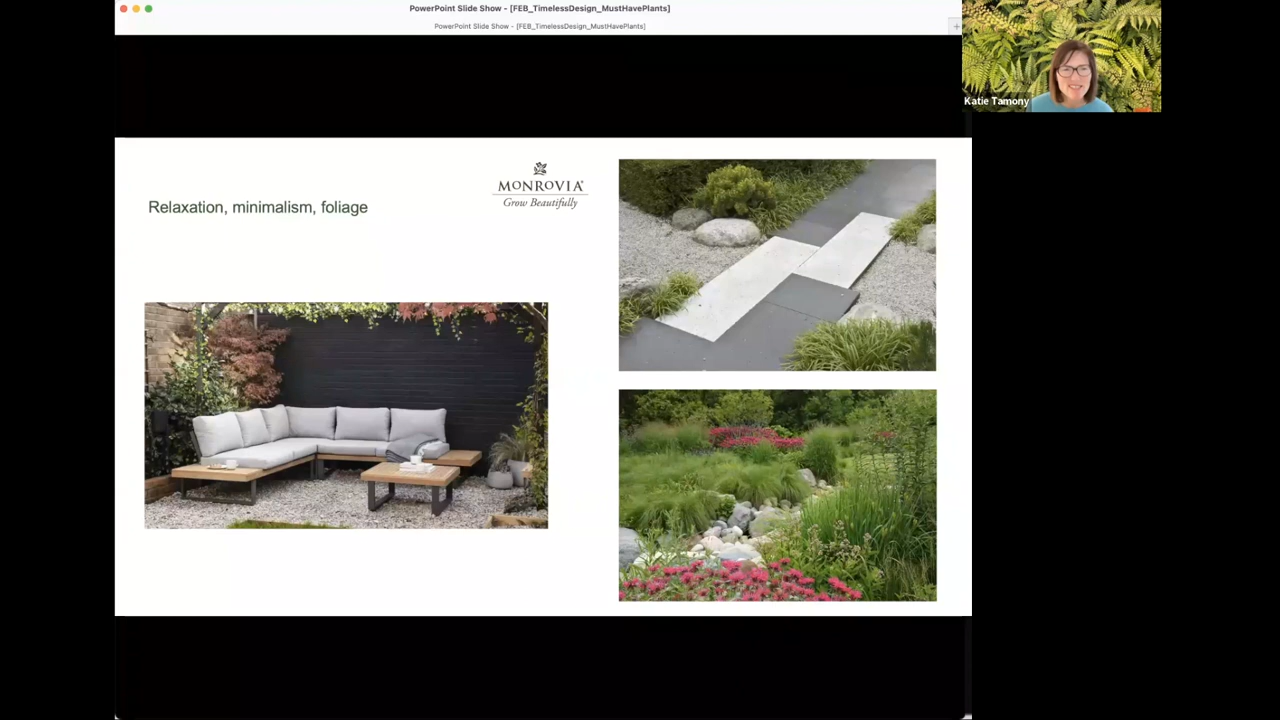 PowerPoint Slide Show - [FEB_TimelessDesign_MustHavePlants]
PowerPoint Slide Show - [FEB_TimelessDesign_MustHavePlants]
Katie Tamony
MONROVIA®
Grow Beautifully
Relaxation, minimalism, foliage